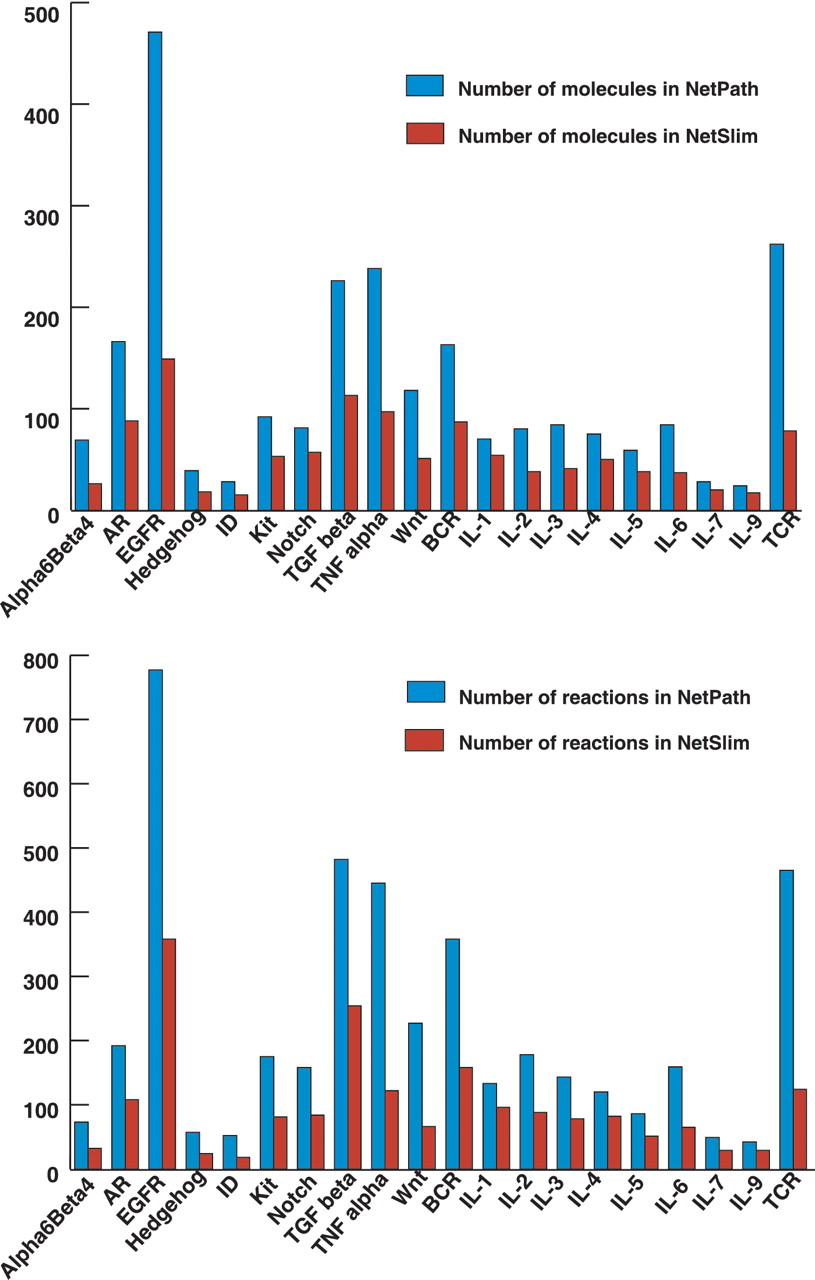 500
400
300
200
100
0
Number of molecules in NetPath
Number of molecules in NetSlim
Alpha6Beta4
AR
EGFR
Hedgehog
ID
Kit
Notch
TGF beta
TNF alpha
Wnt
BCR
IL-1
IL-2
IL-3
IL-4
IL-5
IL-6
IL-7
IL-9
TCR
800
700
600
500
400
300
200
100
0
Number of reactions in NetPath
Number of reactions in NetSlim
Alpha6Beta4
AR
EGFR
Hedgehog
ID
Kit
Notch
TGF beta
TNF alpha
Wnt
BCR
IL-1
IL-2
IL-3
IL-4
IL-5
IL-6
IL-7
IL-9
TCR